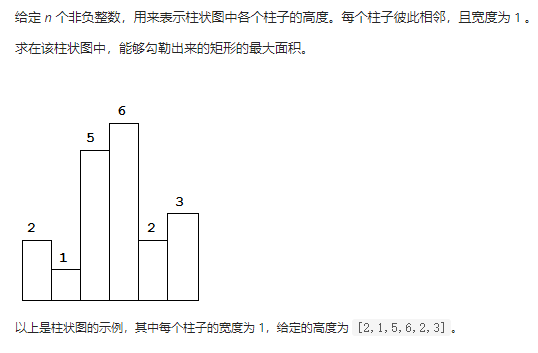 给定 n 个非负整数，用来表示柱状图中各个柱子的高度。每个柱子彼此相邻，且宽度为 1 。
求在该柱状图中，能够勾勒出来的矩形的最大面积。
6
5
3
2
2
1
以上是柱状图的示例，其中每个柱子的宽度为 1，给定的高度为 [2,1,5,6,2,3]。